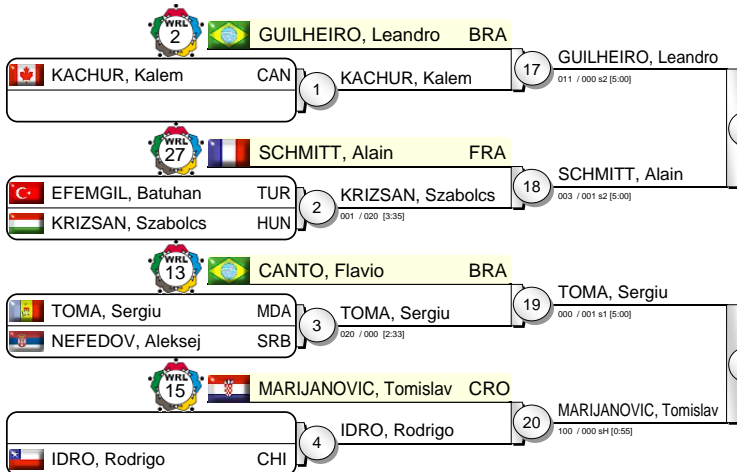 WRL
2
GUILHEIRO, Leandro BRA
KACHUR, Kalem CAN
1
KACHUR, Kalem
17
GUILHEIRO, Leandro
011 / 000 s2 [5:00]
WRL
27
SCHMITT, Alain FRA
EFEMGIL, Batuhan TUR
KRIZSAN, Szabolcs HUN
2
KRIZSAN, Szabolcs
001 / 020 [3:35]
18
SCHMITT, Alain
003 / 001 s2 [5:00]
WRL
13
CANTO, Flavio BRA
TOMA, Sergiu MDA
NEFEDOV, Aleksej SRB
3
TOMA, Sergiu
020 / 000 [2:33]
19
TOMA, Sergiu
000 / 001 s1 [5:00]
WRL
15
MARIJANOVIC, Tomislav CRO
IDRO, Rodrigo CHI
4
IDRO, Rodrigo
20
MARIJANOVIC, Tomislav
100 / 000 sH [0:55]